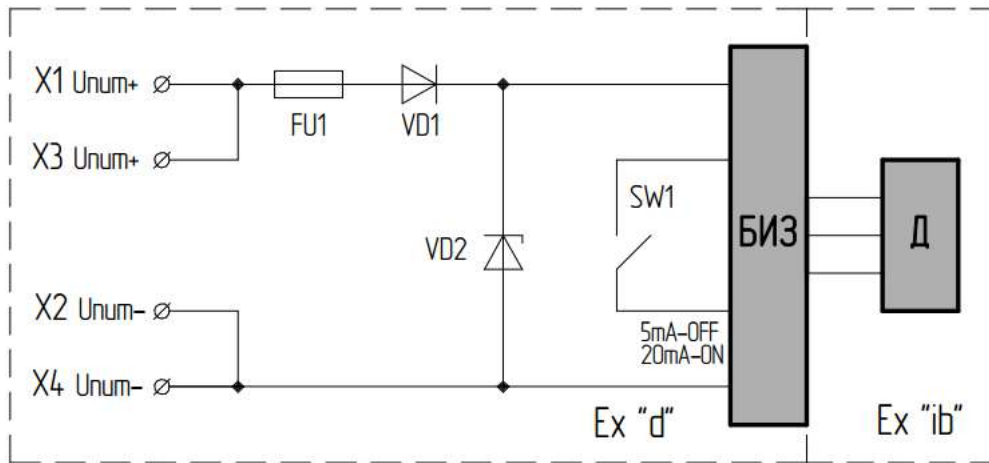 X1 Uпит+
FU1
VD1
X3 Uпит+
SW1
БИЗ
Д
VD2
X2 Uпит-
5mA-OFF
20mA-ON
X4 Uпит-
Ex "d"
Ex "ib"